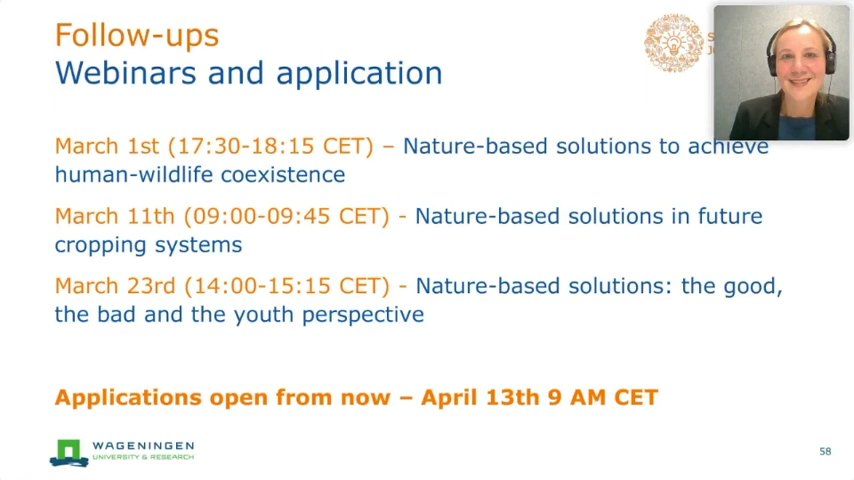 Follow-ups
Webinars and application
March 1st (17:30-18:15 CET) – Nature-based solutions to achieve
human-wildlife coexistence
March 11th (09:00-09:45 CET) - Nature-based solutions in future
cropping systems
March 23rd (14:00-15:15 CET) - Nature-based solutions: the good,
the bad and the youth perspective
Applications open from now – April 13th 9 AM CET
WAGENINGEN
UNIVERSITY & RESEARCH
58